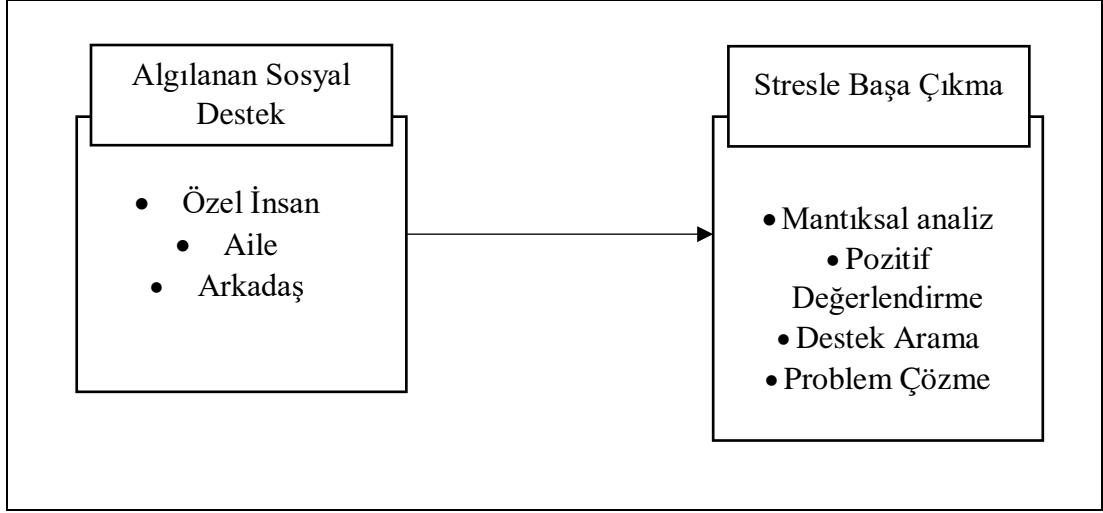 Algılanan Sosyal
Destek
• Özel İnsan
• Aile
• Arkadaş
Stresle Başa Çıkma
• Mantıksal analiz
• Pozitif
Değerlendirme
• Destek Arama
• Problem Çözme